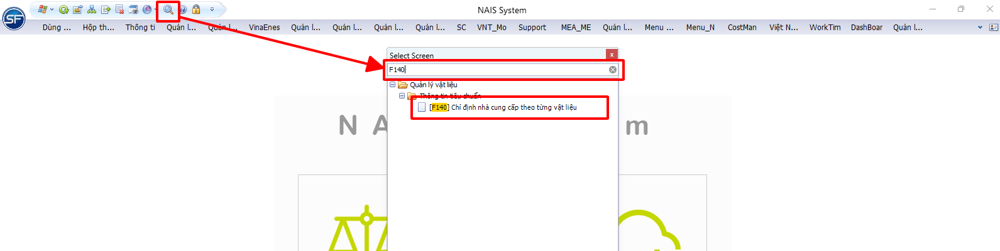 NAIS System
SF
Dùng ... Hộp th... Thông ti Quản l... Quản l... VinaEnes Quản l... Quản l... Quản l... Quản l... SC VNT_Mo Support MEA_ME Quản l... Menu ... Menu_N CostMan Việt N... WorkTim DashBoar Quản l...
Select Screen
F140
Quản lý vật liệu
Thông tin tiêu chuẩn
[F140] Chỉ định nhà cung cấp theo từng vật liệu
N A m